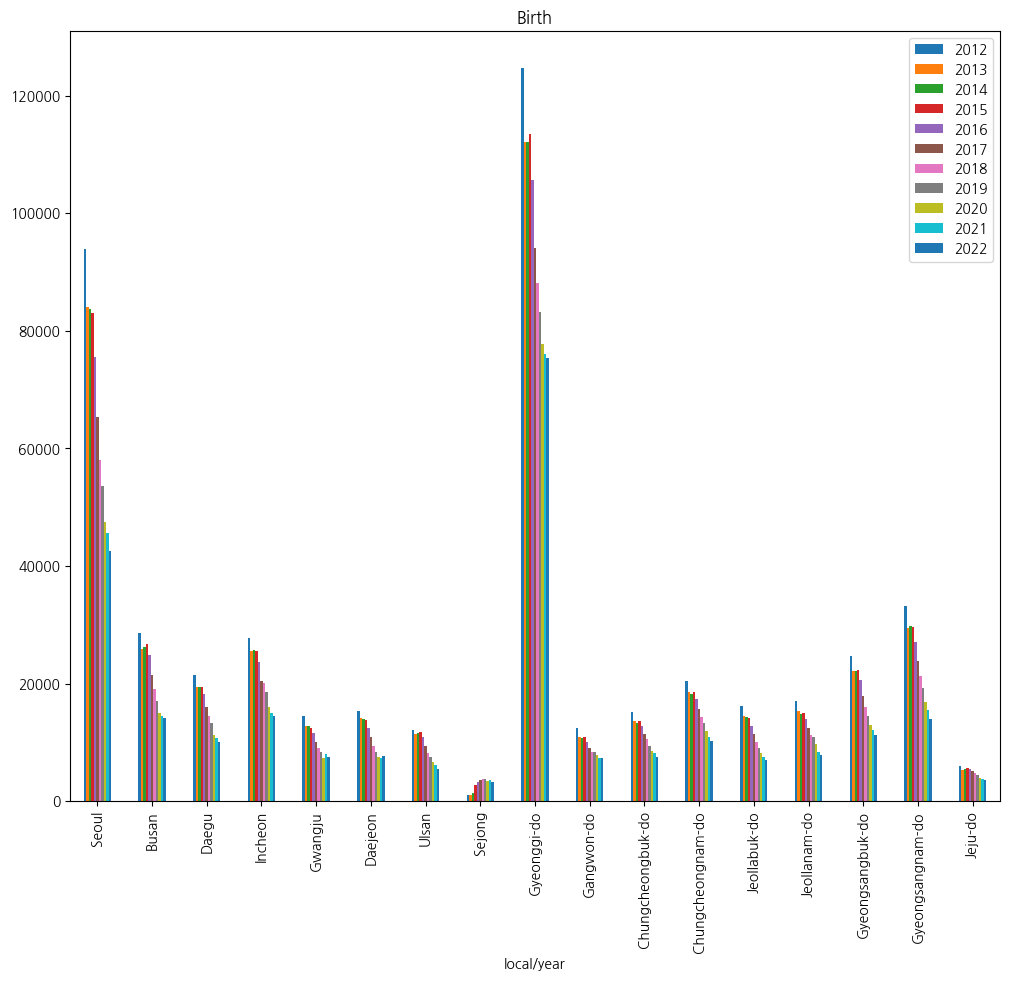 Birth
120000
100000
80000
60000
40000
20000
0
2012
2013
2014
2015
2016
2017
2018
2019
2020
2021
2022
Seoul
Busan
Daegu
Incheon
Gwangju
Daejeon
Ulsan
Sejong
Gyeonggi-do
Gangwon-do
Chungcheongbuk-do
Chungcheongnam-do
Jeollabuk-do
Jeollanam-do
Gyeongsangbuk-do
Gyeongsangnam-do
Jeju-do
local/year